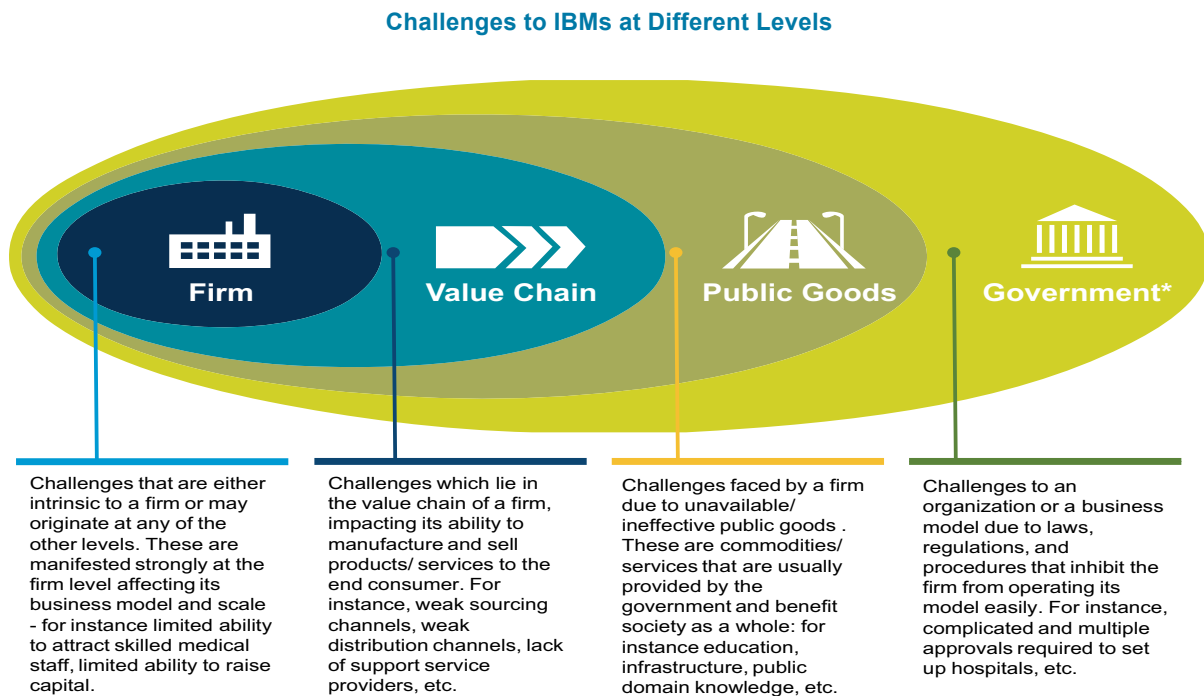 Challenges to IBMs at Different Levels
Firm
Value Chain
Public Goods
Government*
Challenges that are either
intrinsic to a firm or may
originate at any of the
other levels. These are
manifested strongly at the
firm level affecting its
business model and scale
- for instance limited ability
to attract skilled medical
staff, limited ability to raise
capital.
Challenges which lie in
the value chain of a firm,
impacting its ability to
manufacture and sell
products/ services to the
end consumer. For
instance, weak sourcing
channels, weak
distribution channels, lack
of support service
providers, etc.
Challenges faced by a firm
due to unavailable/
ineffective public goods .
These are commodities/
services that are usually
provided by the
government and benefit
society as a whole: for
instance education,
infrastructure, public
domain knowledge, etc.
Challenges to an
organization or a business
model due to laws,
regulations, and
procedures that inhibit the
firm from operating its
model easily. For instance,
complicated and multiple
approvals required to set
up hospitals, etc.